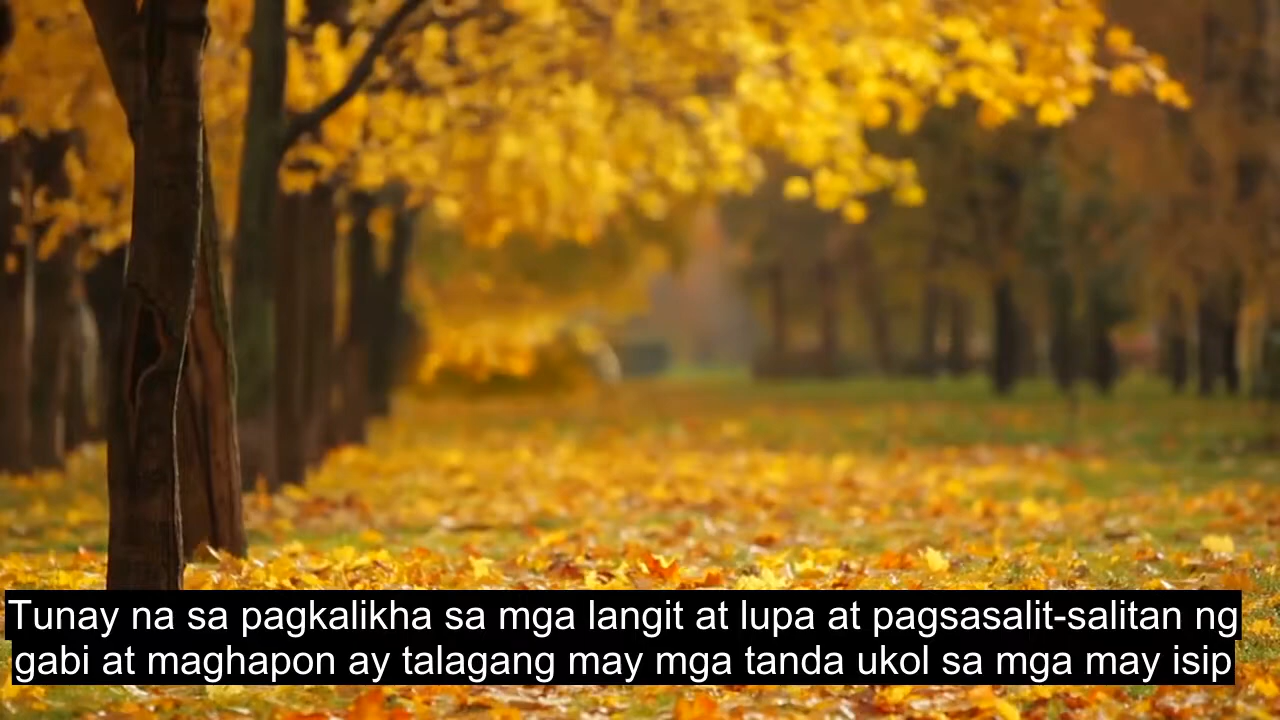 Tunay na sa pagkalikha sa mga langit at lupa at pagsasalit-salitan ng
gabi at maghapon ay talagang may mga tanda ukol sa mga may isip